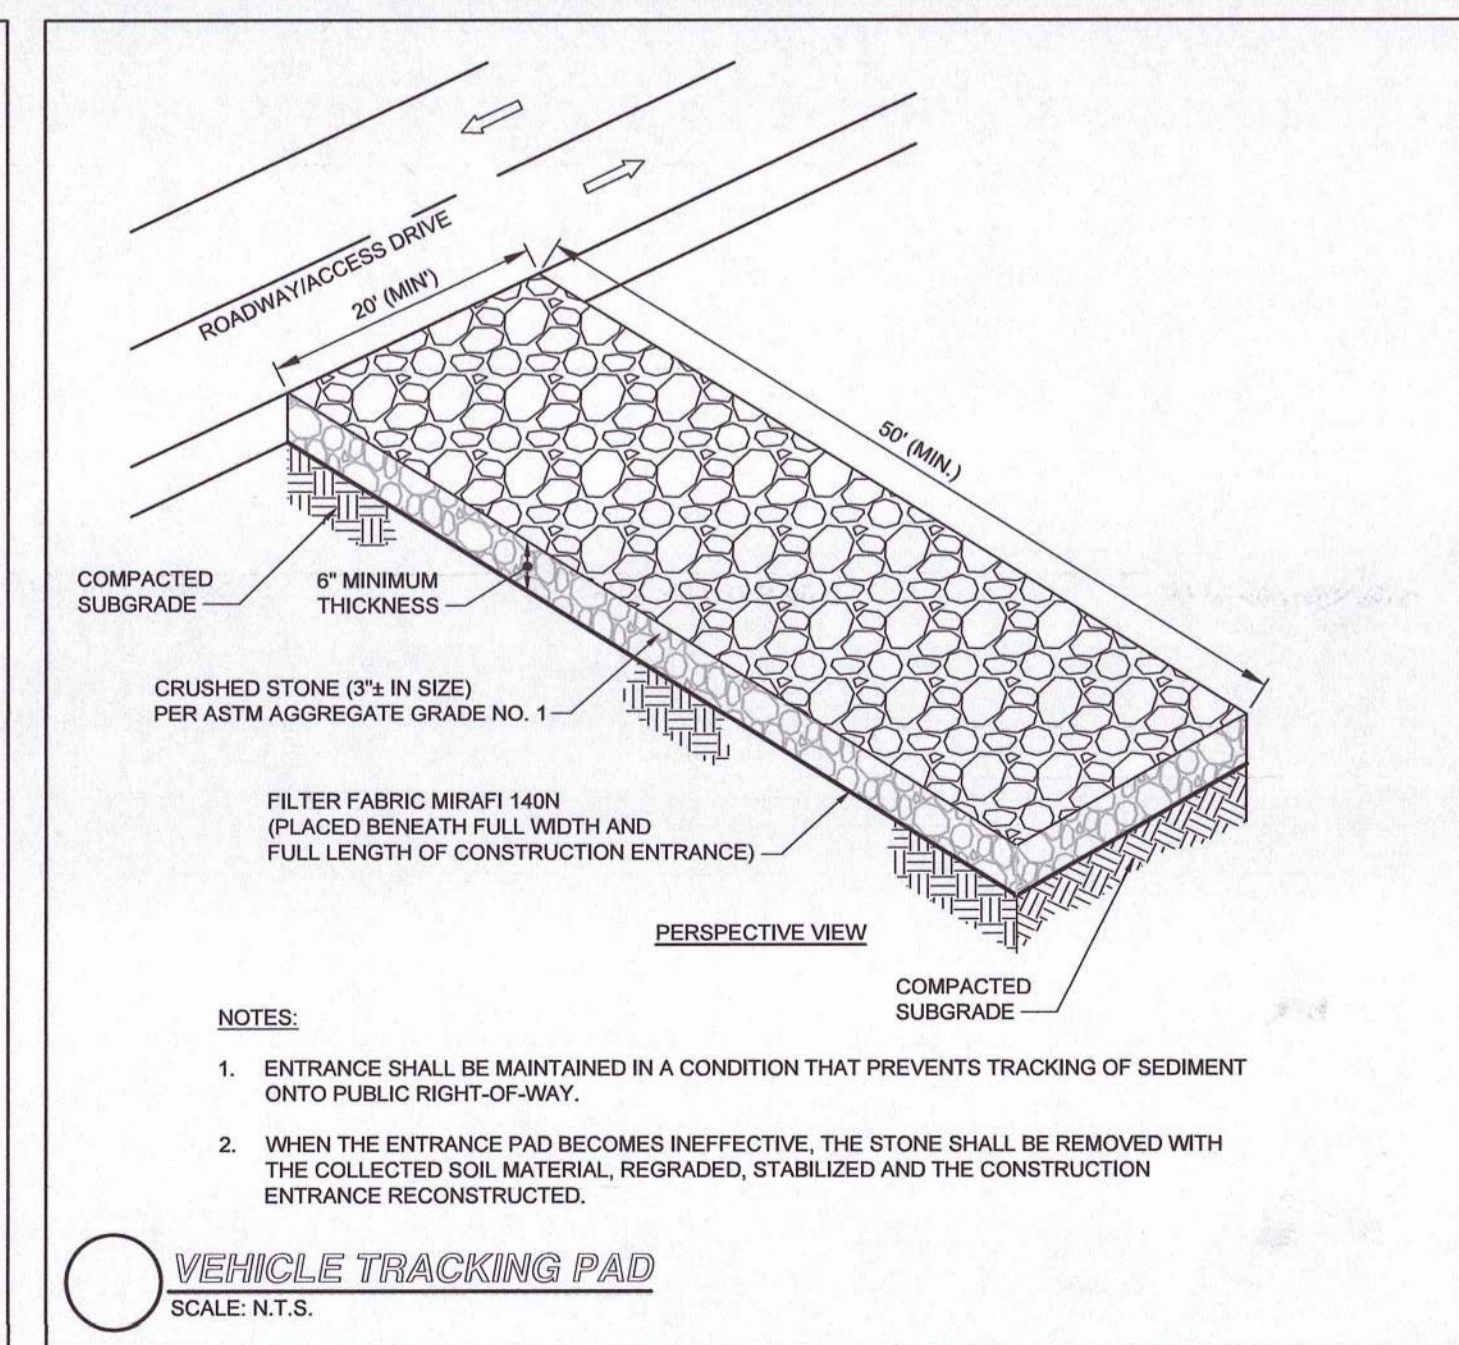 ROADWAY/ACCESS DRIVE
20' (MIN')
50' (MIN.)
COMPACTED
SUBGRADE
6" MINIMUM
THICKNESS
CRUSHED STONE (3"± IN SIZE)
PER ASTM AGGREGATE GRADE NO. 1
FILTER FABRIC MIRAFI 140N
(PLACED BENEATH FULL WIDTH AND
FULL LENGTH OF CONSTRUCTION ENTRANCE)
PERSPECTIVE VIEW
COMPACTED
SUBGRADE
NOTES:
1. ENTRANCE SHALL BE MAINTAINED IN A CONDITION THAT PREVENTS TRACKING OF SEDIMENT
ONTO PUBLIC RIGHT-OF-WAY.
2. WHEN THE ENTRANCE PAD BECOMES INEFFECTIVE, THE STONE SHALL BE REMOVED WITH
THE COLLECTED SOIL MATERIAL, REGRADED, STABILIZED AND THE CONSTRUCTION
ENTRANCE RECONSTRUCTED.
VEHICLE TRACKING PAD
SCALE: N.T.S.